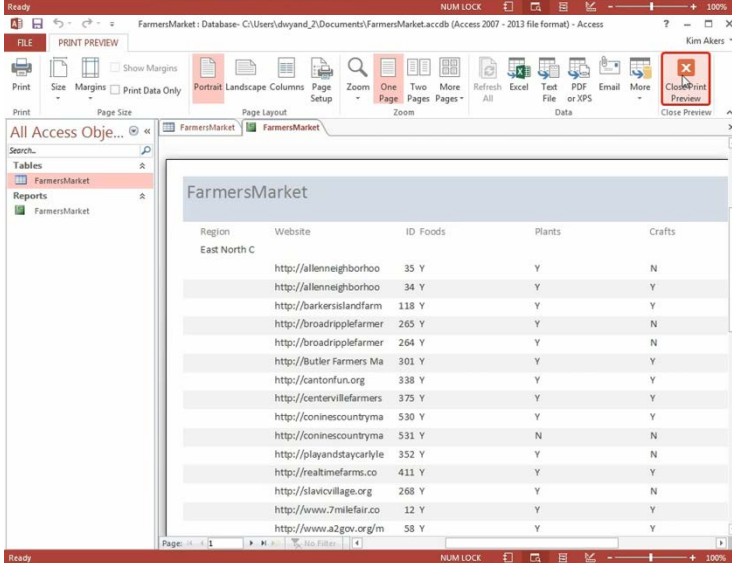 Ready NUM LOCK 100%
FarmersMarket : Database- C:\Users\dwyand_2\Documents\FarmersMarket.accdb (Access 2007 - 2013 file format) - Access
FILE PRINT PREVIEW Kim Akers
Print Size Margins Show Margins Print Data Only Portrait Landscape Columns Page Setup Zoom One Page Two Pages More Pages Refresh All Excel Text File PDF or XPS Email More Close Print Preview
Print Page Size Page Layout Zoom Data Close Preview
All Access Obje... «
FarmersMarket FarmersMarket
Search...
Tables
FarmersMarket
Reports
FarmersMarket
FarmersMarket
Region Website ID Foods Plants Crafts
East North C
http://allenneighborhoo 35 Y Y N
http://allenneighborhoo 34 Y Y Y
http://barkersislandfarm 118 Y Y Y
http://broadripplefarmer 265 Y Y N
http://broadripplefarmer 264 Y Y N
http://Butler Farmers Ma 301 Y Y Y
http://cantonfun.org 338 Y Y Y
http://centervillefarmers 375 Y Y Y
http://coninescountryma 530 Y Y Y
http://coninescountryma 531 Y N N
http://playandstaycarlyle 352 Y Y N
http://realtimefarms.co 411 Y Y Y
http://slavicvillage.org 268 Y Y N
http://www.7milefair.co 12 Y Y Y
http://www.a2gov.org/m 58 Y Y Y
Page: 1 No Filter
Ready NUM LOCK 100%